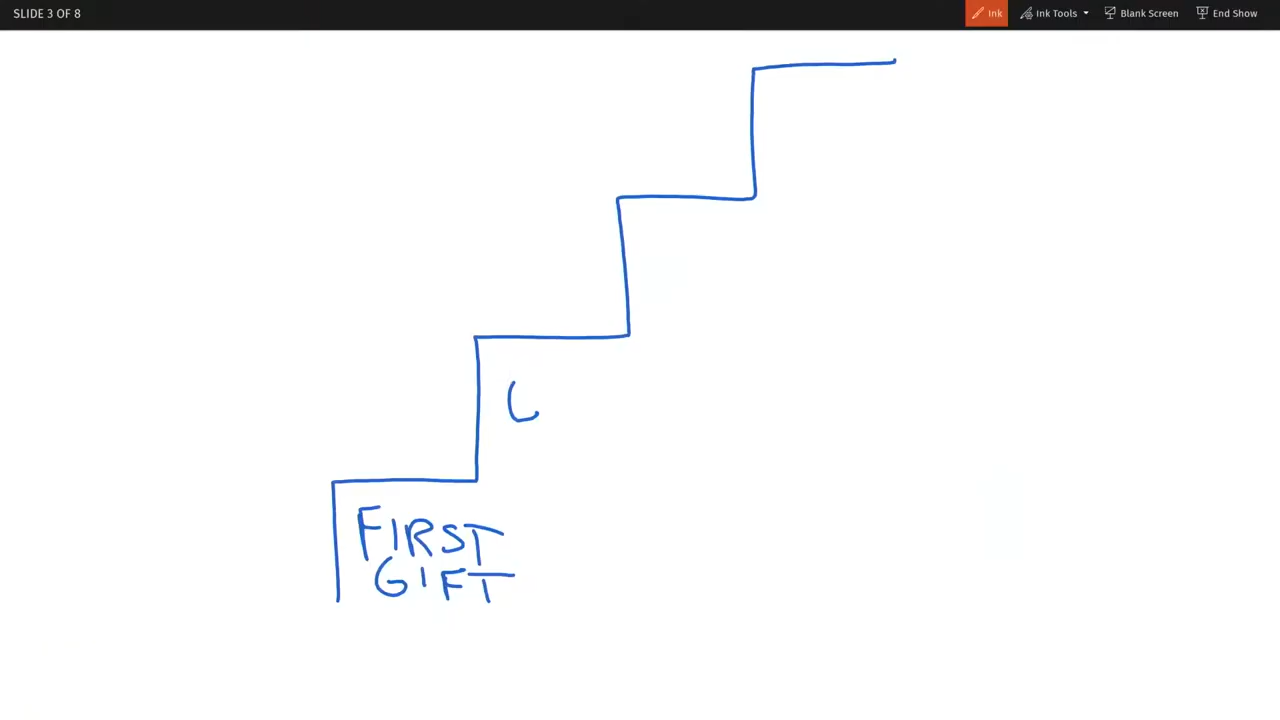 SLIDE 3 OF 8
Ink
Ink Tools
Blank Screen
End Show
FIRST
GIFT